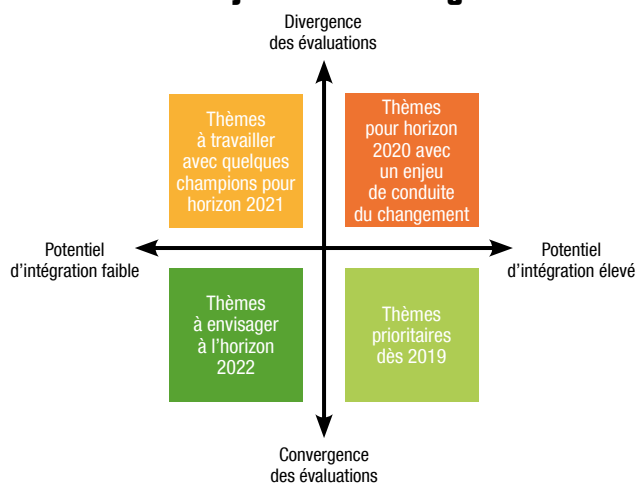 Divergence
des évaluations
Thèmes
à travailler
avec quelques
champions pour
horizon 2021
Thèmes
pour horizon
2020 avec
un enjeu
de conduite
du changement
Potentiel
d’intégration faible
Potentiel
d’intégration élevé
Thèmes
à envisager
à l’horizon
2022
Thèmes
prioritaires
dès 2019
Convergence
des évaluations